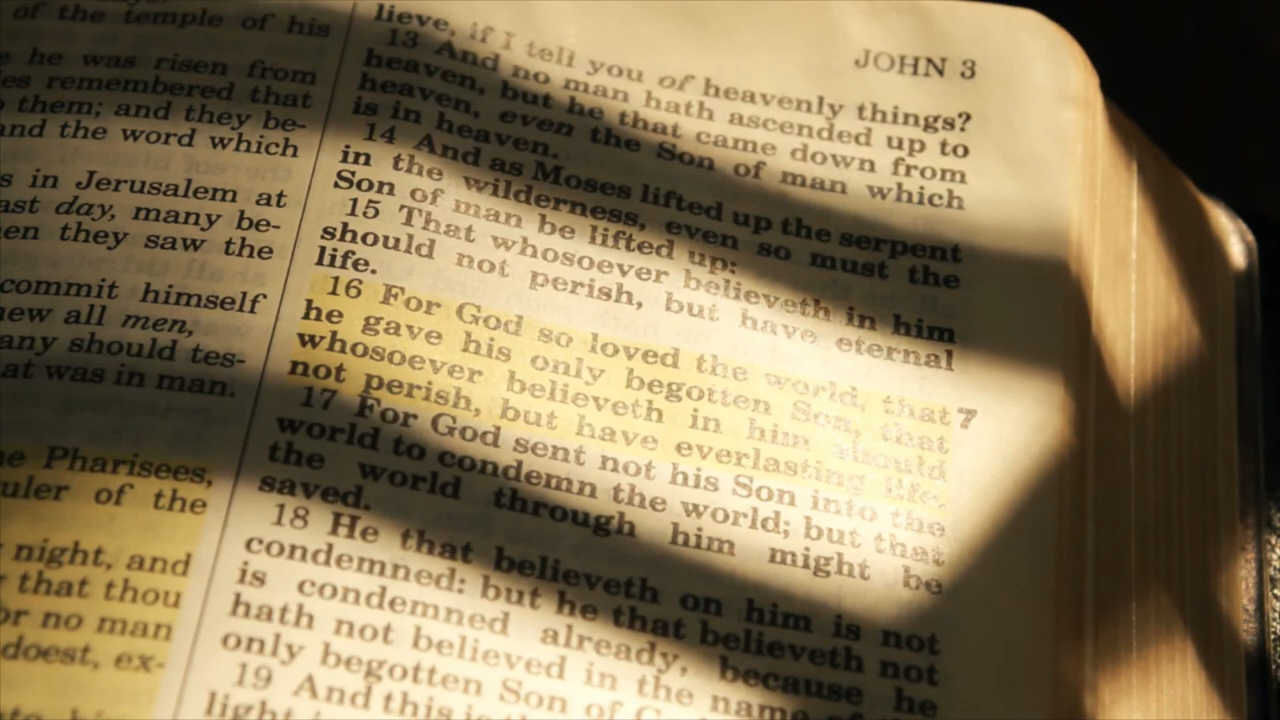 of the temple of his
he was risen from
es remembered that
them; and they be-
and the word which
s in Jerusalem at
ast day, many be-
en they saw the
commit himself
ew all men,
any should tes-
at was in man.
e Pharisees,
uler of the
night, and
that thou
or no man
doest, ex-
JOHN 3
lieve, if I tell you of heavenly things?
13 And no man hath ascended up to
heaven, but he that came down from
heaven, even the Son of man which
is in heaven.
14 And as Moses lifted up the serpent
in the wilderness, even so must the
Son of man be lifted up:
15 That whosoever believeth in him
should not perish, but have eternal
life.
16 For God so loved the world, that
he gave his only begotten Son, that
whosoever believeth in him should
not perish, but have everlasting life.
17 For God sent not his Son into the
world to condemn the world; but that
the world through him might be
saved.
18 He that believeth on him is not
condemned: but he that believeth not
is condemned already, because he
hath not believed in the name of the
only begotten Son of
19 And this is the
light
7